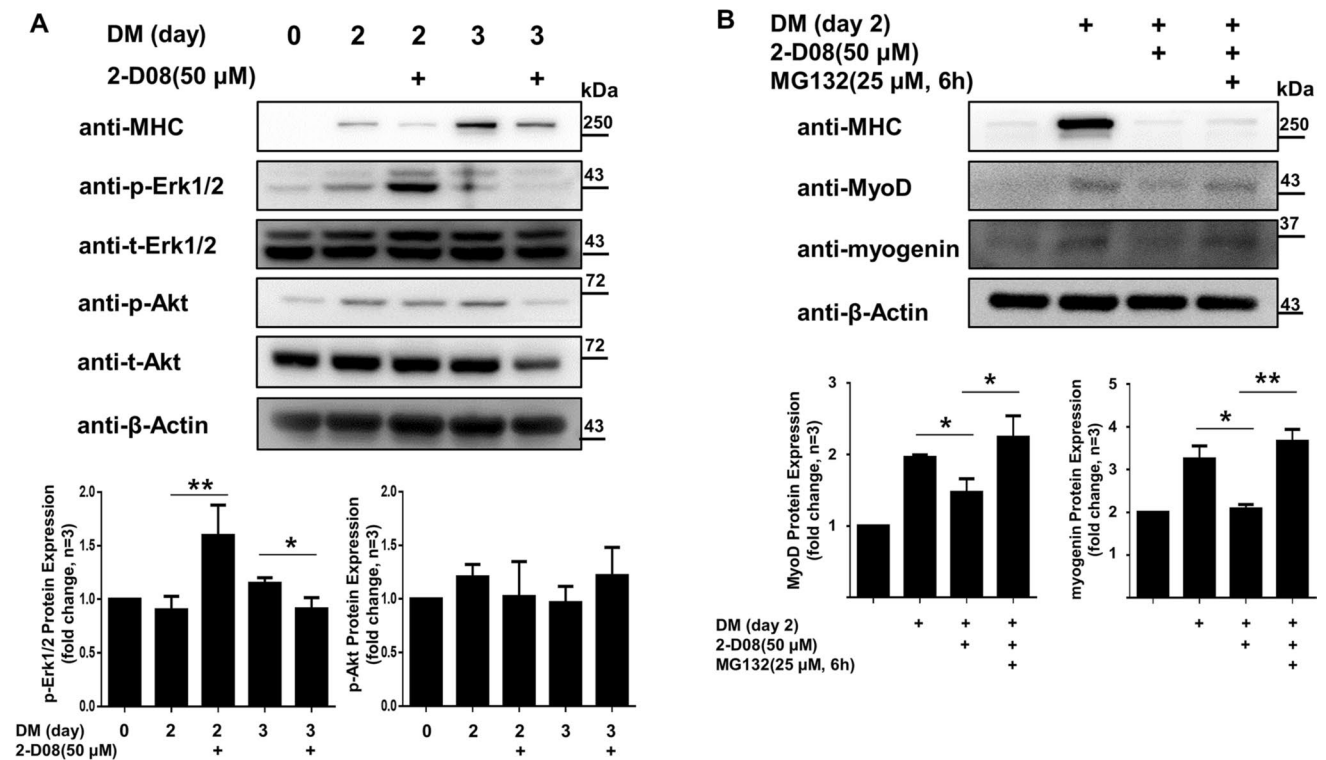 A
DM (day) 0 2 2 3 3
2-D08(50 µM) + +
kDa
anti-MHC 250
anti-p-Erk1/2 43
anti-t-Erk1/2 43
anti-p-Akt 72
anti-t-Akt 72
anti-β-Actin 43
p-Erk1/2 Protein Expression
(fold change, n=3)
2.0
1.5
1.0
0.5
0.0
** *
DM (day) 0 2 2 3 3
2-D08(50 µM) + +
p-Akt Protein Expression
(fold change, n=3)
2.0
1.5
1.0
0.5
0.0
0 2 2 3 3
+ +
B
DM (day 2) + + +
2-D08(50 µM) + +
MG132(25 µM, 6h) +
kDa
anti-MHC 250
anti-MyoD 43
anti-myogenin 37
anti-β-Actin 43
MyoD Protein Expression
(fold change, n=3)
3
2
1
* *
DM (day 2) + + +
2-D08(50 µM) + +
MG132(25 µM, 6h) +
myogenin Protein Expression
(fold change, n=3)
5
4
3
2
1
* **
+ + +
+ +
+